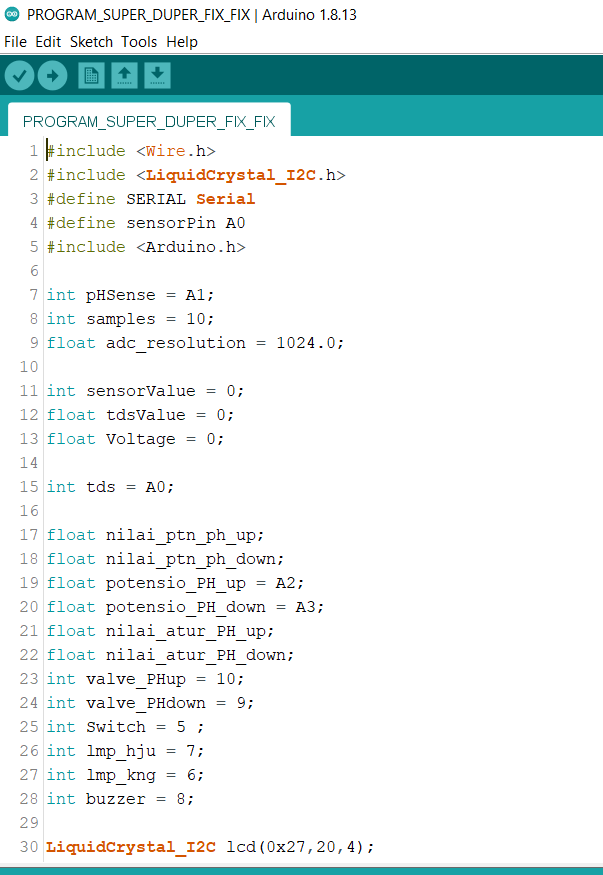 PROGRAM_SUPER_DUPER_FIX_FIX | Arduino 1.8.13
File Edit Sketch Tools Help
PROGRAM_SUPER_DUPER_FIX_FIX
1 #include <Wire.h>
2 #include <LiquidCrystal_I2C.h>
3 #define SERIAL Serial
4 #define sensorPin A0
5 #include <Arduino.h>
6
7 int pHSense = A1;
8 int samples = 10;
9 float adc_resolution = 1024.0;
10
11 int sensorValue = 0;
12 float tdsValue = 0;
13 float Voltage = 0;
14
15 int tds = A0;
16
17 float nilai_ptn_ph_up;
18 float nilai_ptn_ph_down;
19 float potensio_PH_up = A2;
20 float potensio_PH_down = A3;
21 float nilai_atur_PH_up;
22 float nilai_atur_PH_down;
23 int valve_PHup = 10;
24 int valve_PHdown = 9;
25 int Switch = 5 ;
26 int lmp_hju = 7;
27 int lmp_kng = 6;
28 int buzzer = 8;
29
30 LiquidCrystal_I2C lcd(0x27,20,4);